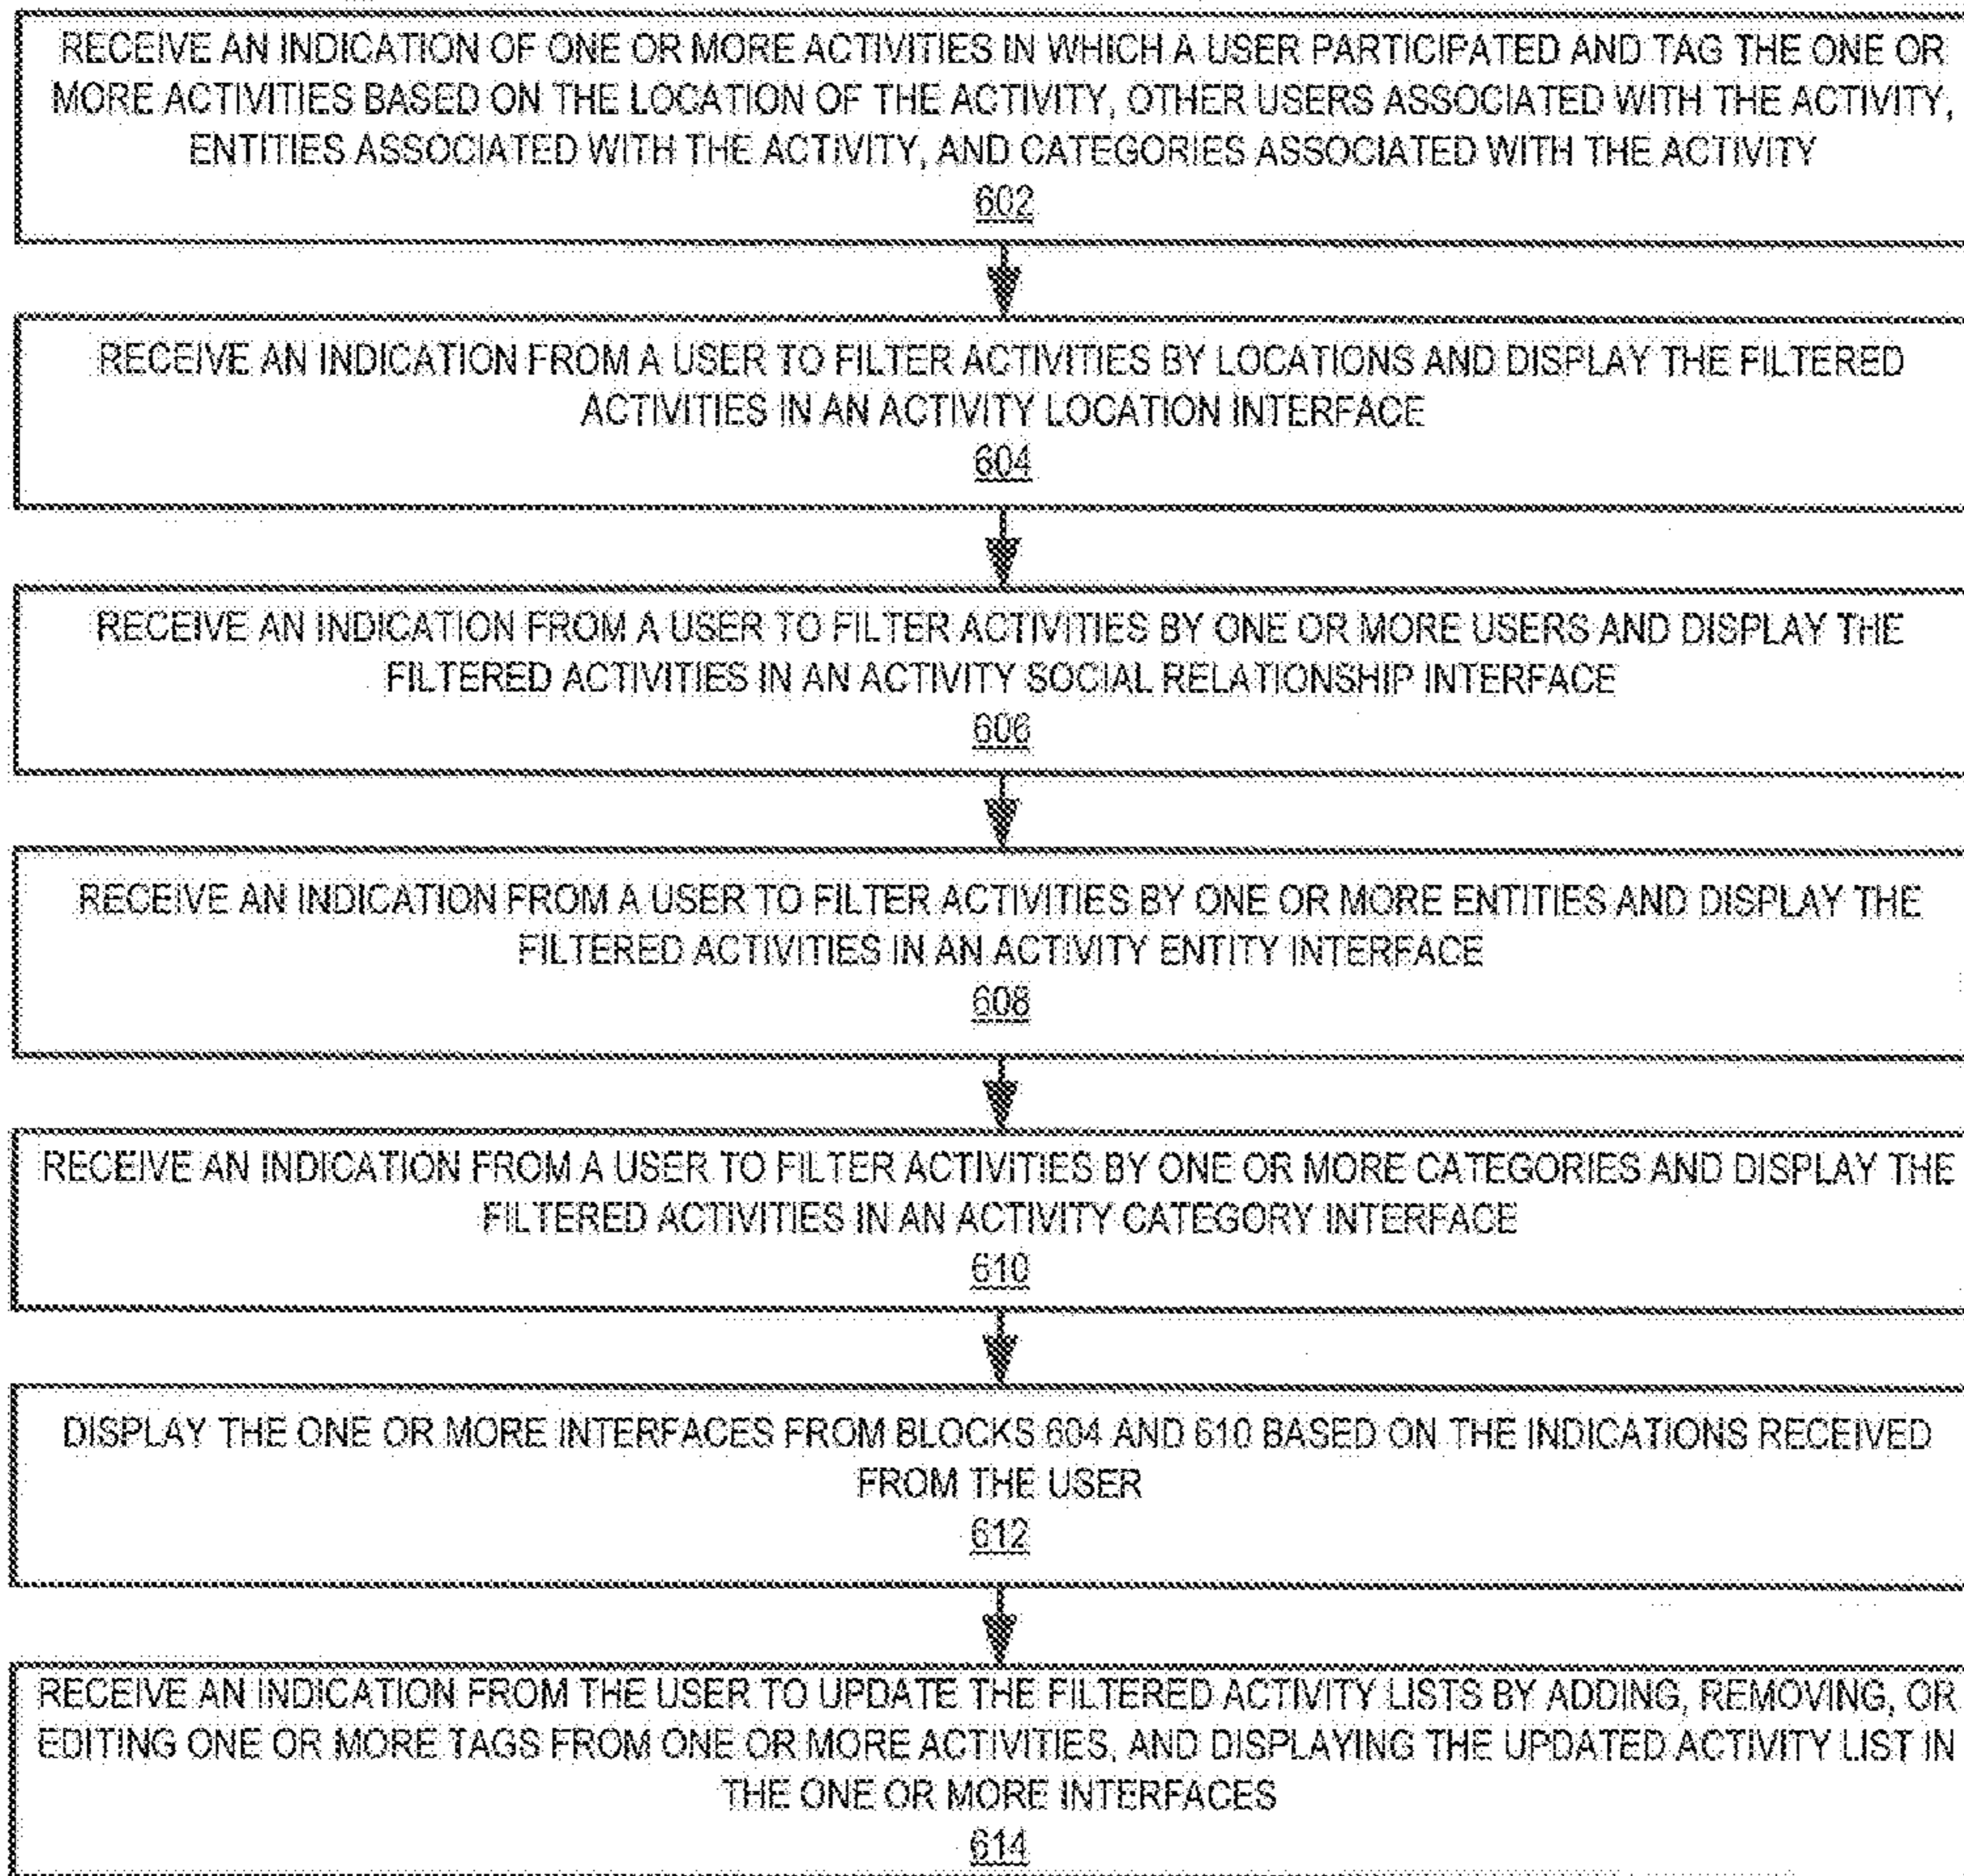 RECEIVE AN INDICATION OF ONE OR MORE ACTIVITIES IN WHICH A USER PARTICIPATED AND TAG THE ONE OR
MORE ACTIVITIES BASED ON THE LOCATION OF THE ACTIVITY, OTHER USERS ASSOCIATED WITH THE ACTIVITY,
ENTITIES ASSOCIATED WITH THE ACTIVITY, AND CATEGORIES ASSOCIATED WITH THE ACTIVITY
602
RECEIVE AN INDICATION FROM A USER TO FILTER ACTIVITIES BY LOCATIONS AND DISPLAY THE FILTERED
ACTIVITIES IN AN ACTIVITY LOCATION INTERFACE
604
RECEIVE AN INDICATION FROM A USER TO FILTER ACTIVITIES BY ONE OR MORE USERS AND DISPLAY THE
FILTERED ACTIVITIES IN AN ACTIVITY SOCIAL RELATIONSHIP INTERFACE
606
RECEIVE AN INDICATION FROM A USER TO FILTER ACTIVITIES BY ONE OR MORE ENTITIES AND DISPLAY THE
FILTERED ACTIVITIES IN AN ACTIVITY ENTITY INTERFACE
608
RECEIVE AN INDICATION FROM A USER TO FILTER ACTIVITIES BY ONE OR MORE CATEGORIES AND DISPLAY THE
FILTERED ACTIVITIES IN AN ACTIVITY CATEGORY INTERFACE
610
DISPLAY THE ONE OR MORE INTERFACES FROM BLOCKS 604 AND 610 BASED ON THE INDICATIONS RECEIVED
FROM THE USER
612
RECEIVE AN INDICATION FROM THE USER TO UPDATE THE FILTERED ACTIVITY LISTS BY ADDING, REMOVING, OR
EDITING ONE OR MORE TAGS FROM ONE OR MORE ACTIVITIES, AND DISPLAYING THE UPDATED ACTIVITY LIST IN
THE ONE OR MORE INTERFACES
614